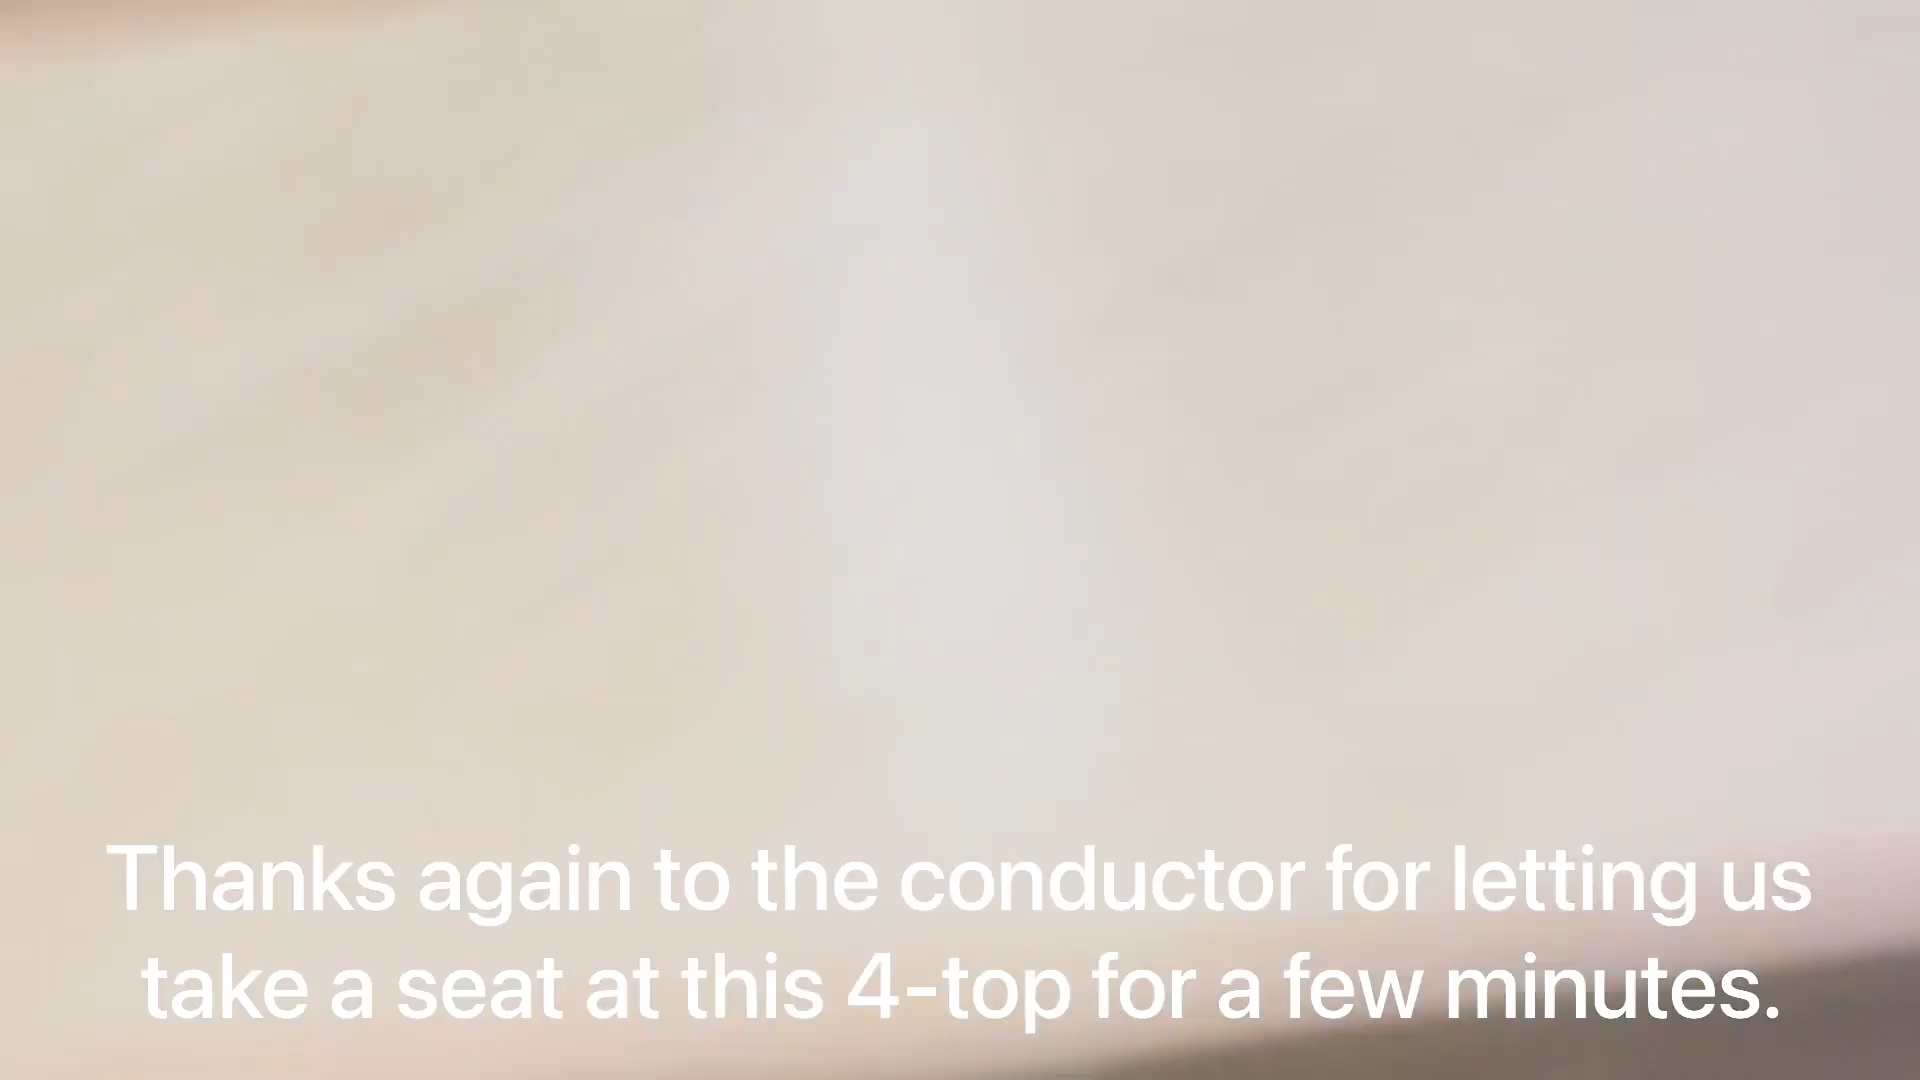 Thanks again to the conductor for letting us
take a seat at this 4-top for a few minutes.